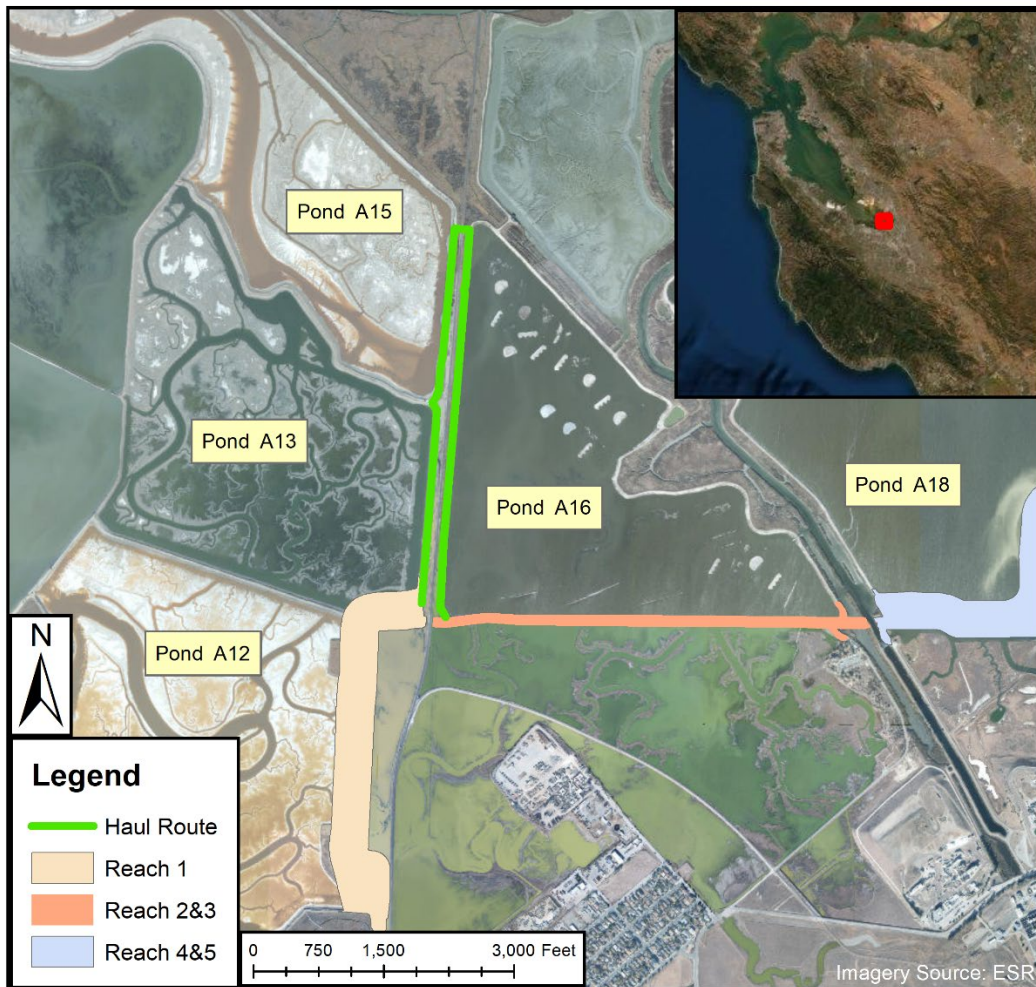 Pond A15
Pond A13
Pond A16
Pond A18
Pond A12
N
Legend
Haul Route
Reach 1
Reach 2&3
Reach 4&5
0 750 1,500 3,000 Feet
Imagery Source: ESR